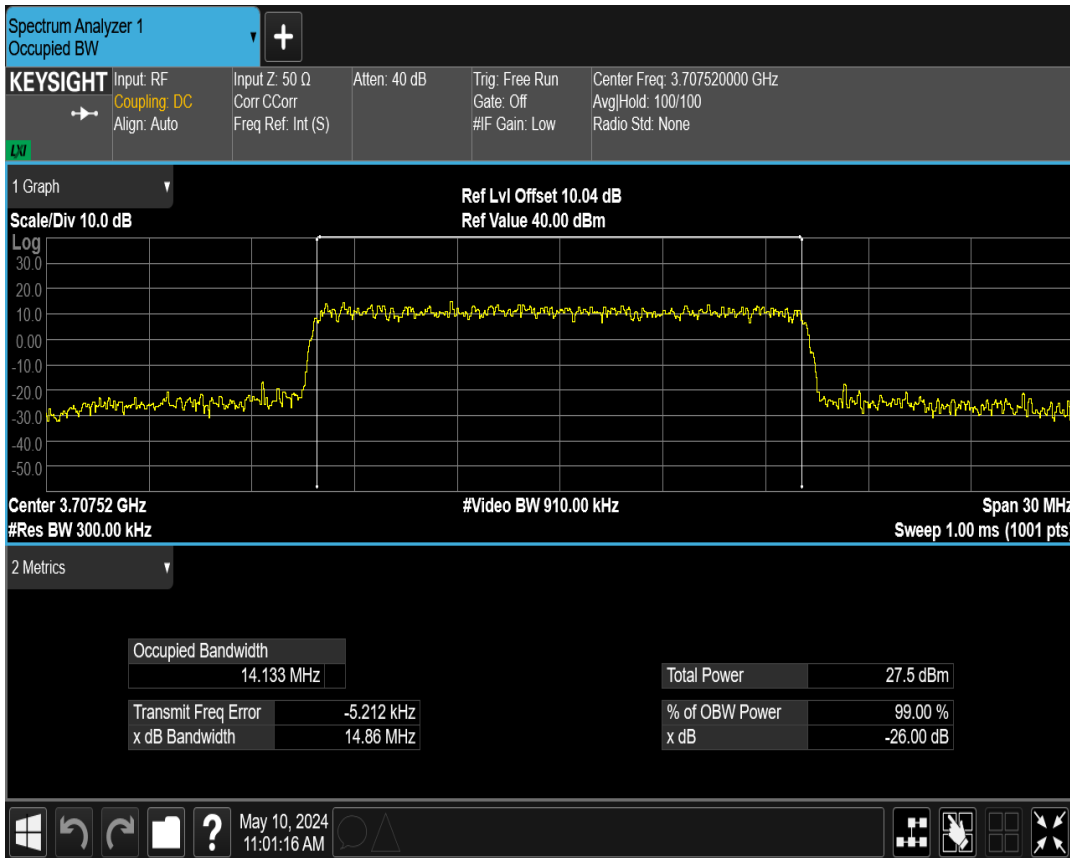 Spectrum Analyzer 1
Occupied BW
KEYSIGHT
LXI
Input: RF
Coupling: DC
Align: Auto
Input Z: 50 Ω
Corr CCorr
Freq Ref: Int (S)
Atten: 40 dB
Trig: Free Run
Gate: Off
#IF Gain: Low
Center Freq: 3.707520000 GHz
Avg|Hold: 100/100
Radio Std: None
1 Graph
Ref Lvl Offset 10.04 dB
Scale/Div 10.0 dB
Ref Value 40.00 dBm
Log
30.0
20.0
10.0
0.00
-10.0
-20.0
-30.0
-40.0
-50.0
Center 3.70752 GHz
#Video BW 910.00 kHz
Span 30 MHz
#Res BW 300.00 kHz
Sweep 1.00 ms (1001 pts)
2 Metrics
Occupied Bandwidth
14.133 MHz
Total Power 27.5 dBm
Transmit Freq Error -5.212 kHz
% of OBW Power 99.00 %
x dB Bandwidth 14.86 MHz
x dB -26.00 dB
?
May 10, 2024
11:01:16 AM